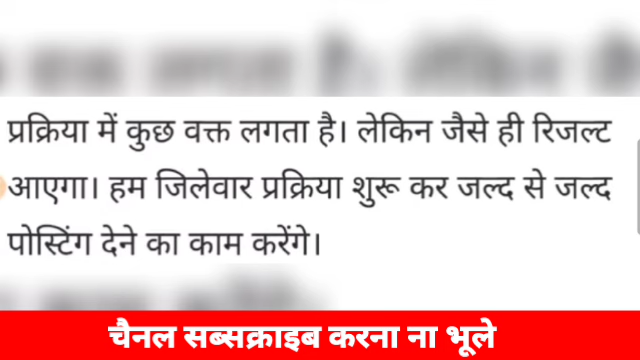 प्रक्रिया में कुछ वक्त लगता है। लेकिन जैसे ही रिजल्ट
आएगा। हम जिलेवार प्रक्रिया शुरू कर जल्द से जल्द
पोस्टिंग देने का काम करेंगे।
चैनल सब्सक्राइब करना ना भूले